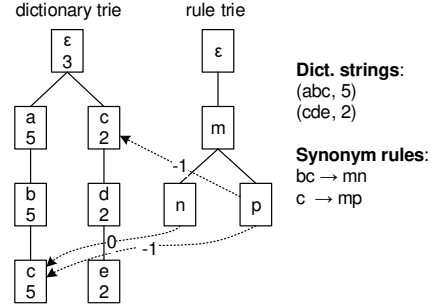 dictionary trie
rule trie
ε
3
ε
a
5
c
2
m
b
5
d
2
n
p
c
5
e
2
-1
0
-1
Dict. strings:
(abc, 5)
(cde, 2)
Synonym rules:
bc → mn
c → mp